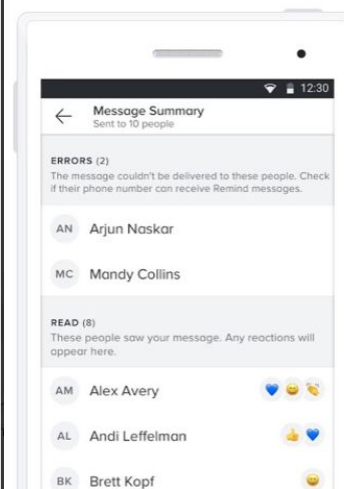 12:30
Message Summary
Sent to 10 people
ERRORS (2)
The message couldn't be delivered to these people. Check
if their phone number can receive Remind messages.
AN Arjun Naskar
MC Mandy Collins
READ (8)
These people saw your message. Any reactions will
appear here.
AM Alex Avery
AL Andi Leffelman
BK Brett Kopf